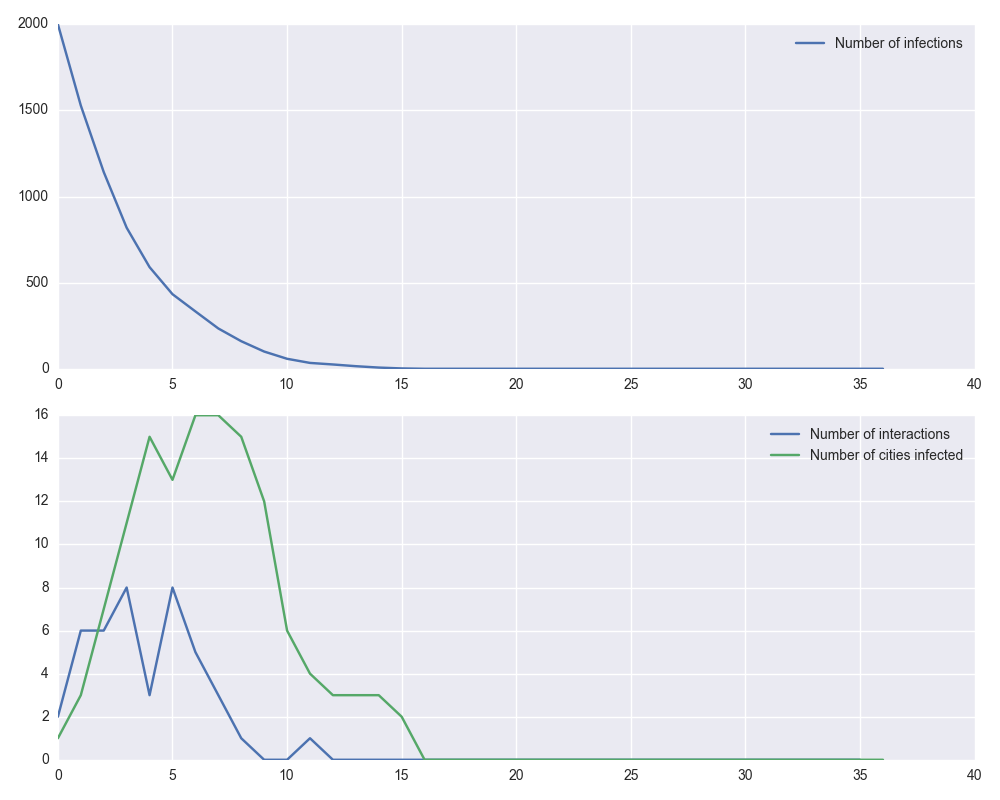 2000
Number of infections
1500
1000
500
0
0 5 10 15 20 25 30 35 40
16
Number of interactions
14
Number of cities infected
12
10
8
6
4
2
0
0 5 10 15 20 25 30 35 40